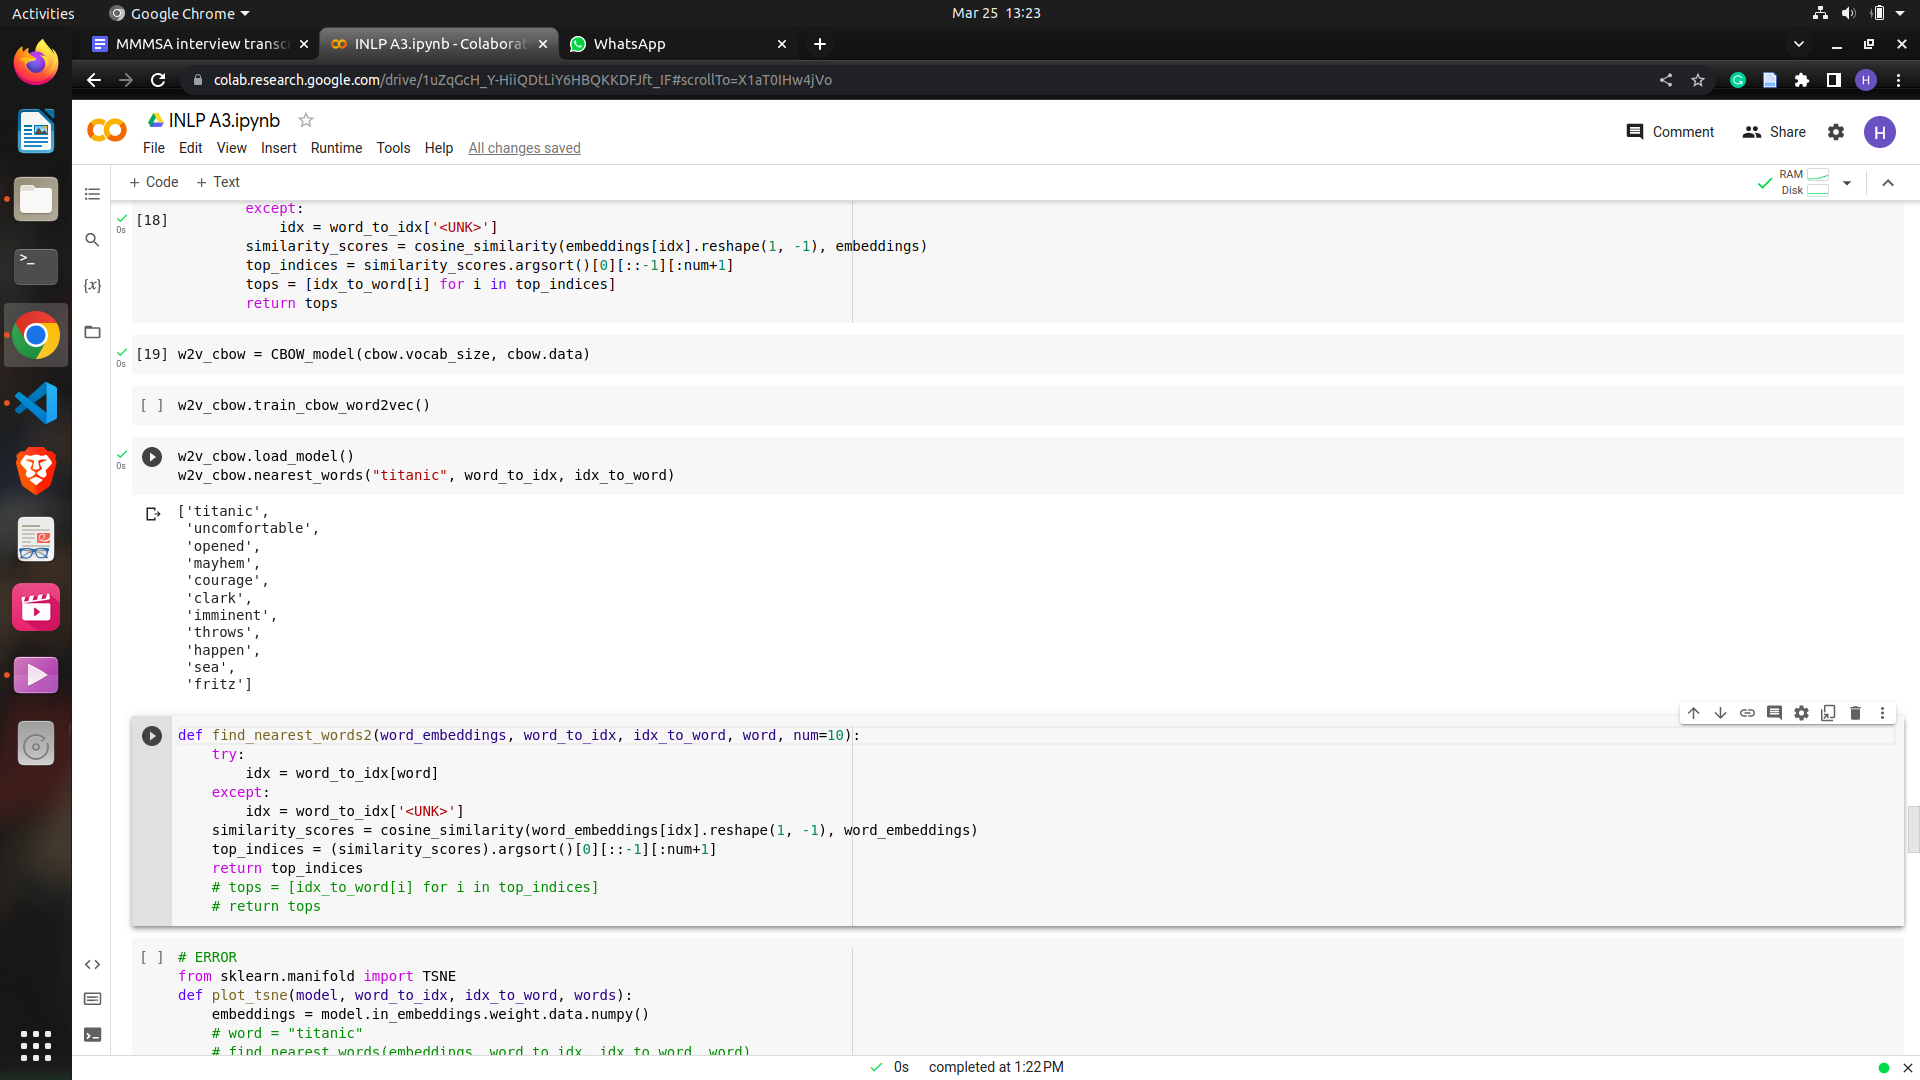 Activities
Google Chrome
Mar 25 13:23
MMMSA interview transc
INLP A3.ipynb - Colaborat
WhatsApp
colab.research.google.com/drive/1uZqGcH_Y-HiiQDtLiY6HBQKKDFJft_IF#scrollTo=X1aT0IHw4jVo
H
INLP A3.ipynb
File Edit View Insert Runtime Tools Help All changes saved
Comment Share H
+ Code + Text
RAM
Disk
[18]
0s
except:
idx = word_to_idx['<UNK>']
similarity_scores = cosine_similarity(embeddings[idx].reshape(1, -1), embeddings)
top_indices = similarity_scores.argsort()[0][::-1][:num+1]
tops = [idx_to_word[i] for i in top_indices]
return tops
[19] w2v_cbow = CBOW_model(cbow.vocab_size, cbow.data)
0s
[ ] w2v_cbow.train_cbow_word2vec()
w2v_cbow.load_model()
0s
w2v_cbow.nearest_words("titanic", word_to_idx, idx_to_word)
['titanic',
'uncomfortable',
'opened',
'mayhem',
'courage',
'clark',
'imminent',
'throws',
'happen',
'sea',
'fritz']
def find_nearest_words2(word_embeddings, word_to_idx, idx_to_word, word, num=10):
try:
idx = word_to_idx[word]
except:
idx = word_to_idx['<UNK>']
similarity_scores = cosine_similarity(word_embeddings[idx].reshape(1, -1), word_embeddings)
top_indices = (similarity_scores).argsort()[0][::-1][:num+1]
return top_indices
# tops = [idx_to_word[i] for i in top_indices]
# return tops
[ ] # ERROR
from sklearn.manifold import TSNE
def plot_tsne(model, word_to_idx, idx_to_word, words):
embeddings = model.in_embeddings.weight.data.numpy()
# word = "titanic"
# find_nearest_words(embeddings, word_to_idx, idx_to_word, word)
0s completed at 1:22 PM